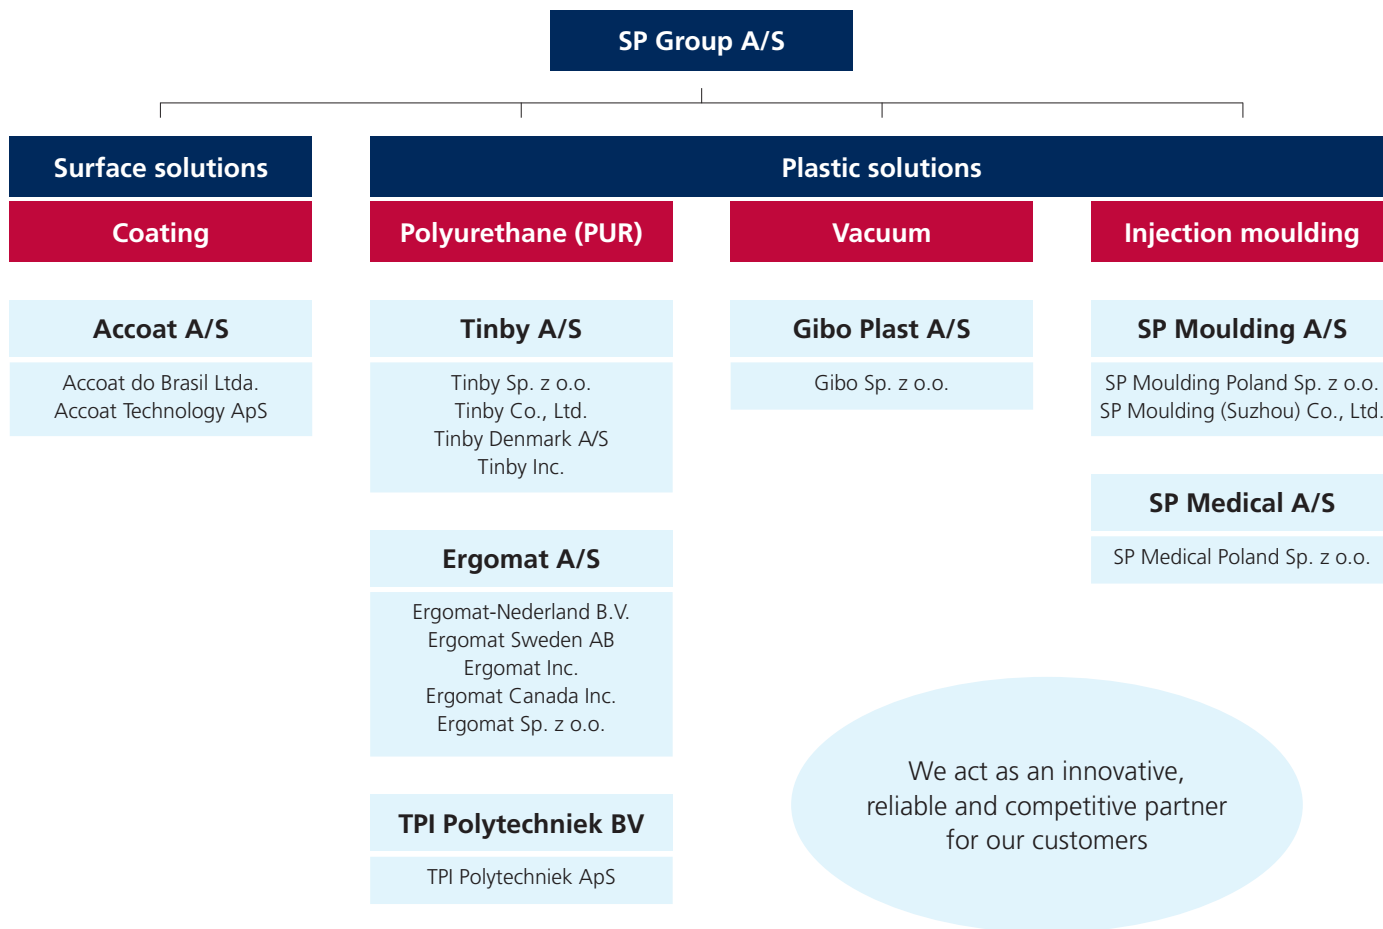 SP Group A/S
Surface solutions
Plastic solutions
Coating
Polyurethane (PUR)
Vacuum
Injection moulding
Accoat A/S
Accoat do Brasil Ltda.
Accoat Technology ApS
Tinby A/S
Tinby Sp. z o.o.
Tinby Co., Ltd.
Tinby Denmark A/S
Tinby Inc.
Ergomat A/S
Ergomat-Nederland B.V.
Ergomat Sweden AB
Ergomat Inc.
Ergomat Canada Inc.
Ergomat Sp. z o.o.
TPI Polytechniek BV
TPI Polytechniek ApS
Gibo Plast A/S
Gibo Sp. z o.o.
SP Moulding A/S
SP Moulding Poland Sp. z o.o.
SP Moulding (Suzhou) Co., Ltd.
SP Medical A/S
SP Medical Poland Sp. z o.o.
We act as an innovative,
reliable and competitive partner
for our customers